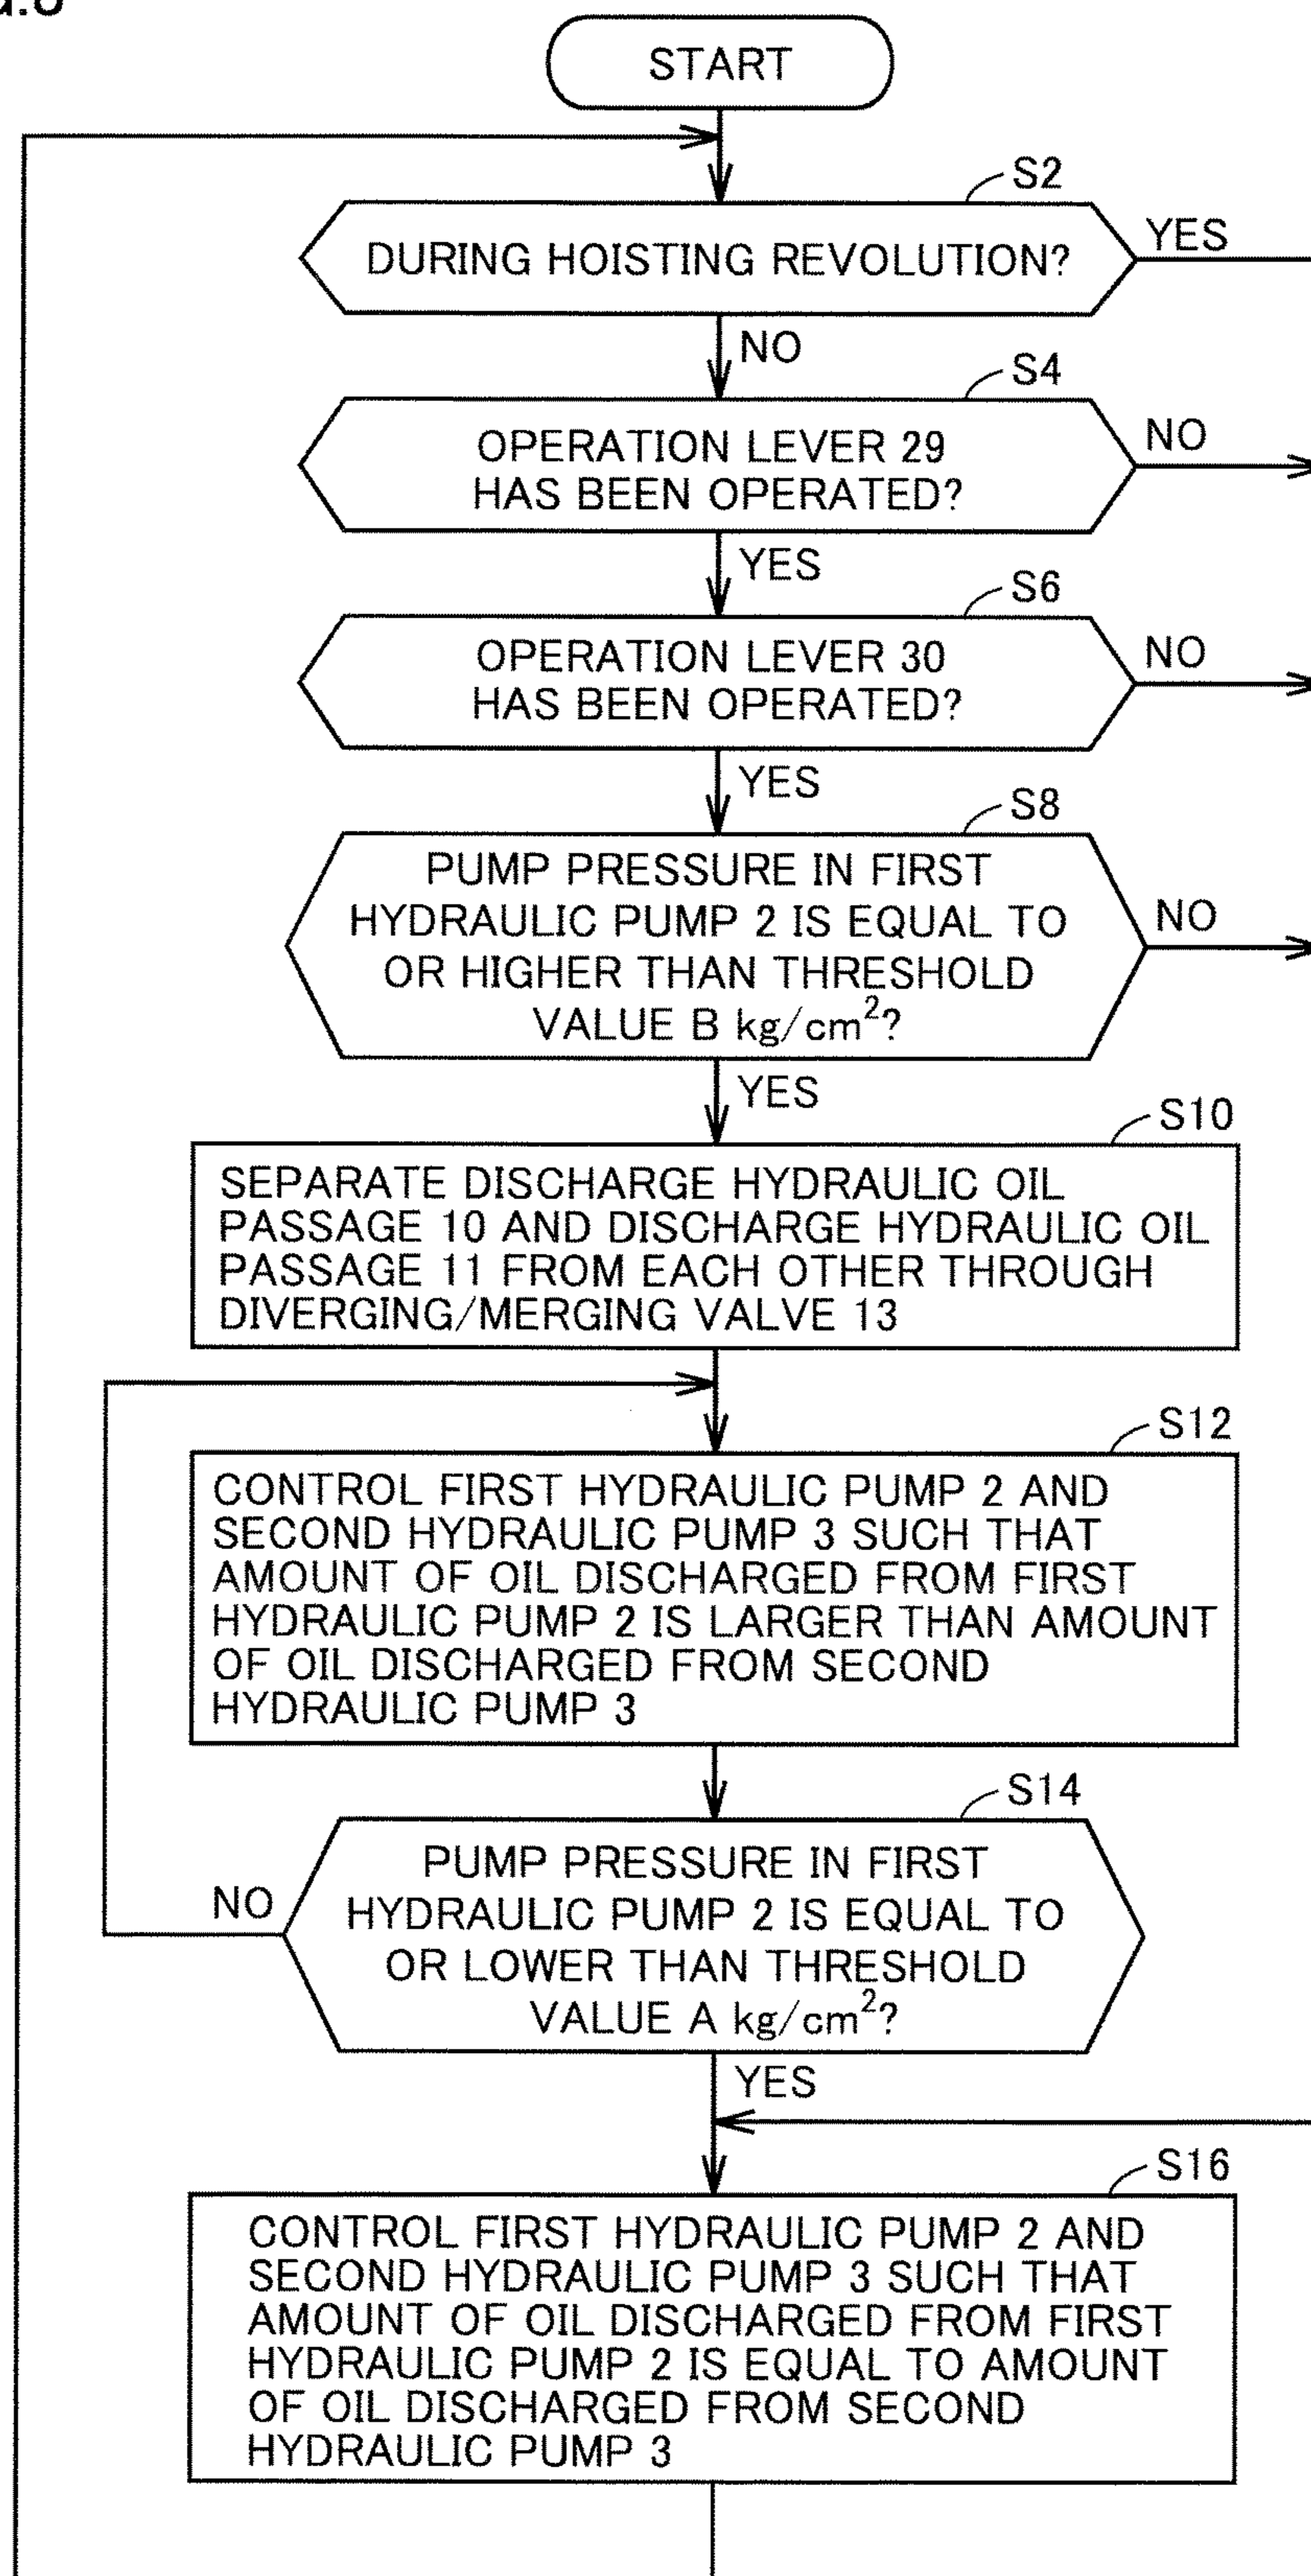 START
S2
DURING HOISTING REVOLUTION?
YES
NO
S4
OPERATION LEVER 29
HAS BEEN OPERATED?
NO
YES
S6
OPERATION LEVER 30
HAS BEEN OPERATED?
NO
YES
S8
PUMP PRESSURE IN FIRST
HYDRAULIC PUMP 2 IS EQUAL TO
OR HIGHER THAN THRESHOLD
VALUE B kg/cm²?
NO
YES
S10
SEPARATE DISCHARGE HYDRAULIC OIL
PASSAGE 10 AND DISCHARGE HYDRAULIC OIL
PASSAGE 11 FROM EACH OTHER THROUGH
DIVERGING/MERGING VALVE 13
S12
CONTROL FIRST HYDRAULIC PUMP 2 AND
SECOND HYDRAULIC PUMP 3 SUCH THAT
AMOUNT OF OIL DISCHARGED FROM FIRST
HYDRAULIC PUMP 2 IS LARGER THAN AMOUNT
OF OIL DISCHARGED FROM SECOND
HYDRAULIC PUMP 3
S14
PUMP PRESSURE IN FIRST
HYDRAULIC PUMP 2 IS EQUAL TO
OR LOWER THAN THRESHOLD
VALUE A kg/cm²?
NO
YES
S16
CONTROL FIRST HYDRAULIC PUMP 2 AND
SECOND HYDRAULIC PUMP 3 SUCH THAT
AMOUNT OF OIL DISCHARGED FROM FIRST
HYDRAULIC PUMP 2 IS EQUAL TO AMOUNT
OF OIL DISCHARGED FROM SECOND
HYDRAULIC PUMP 3